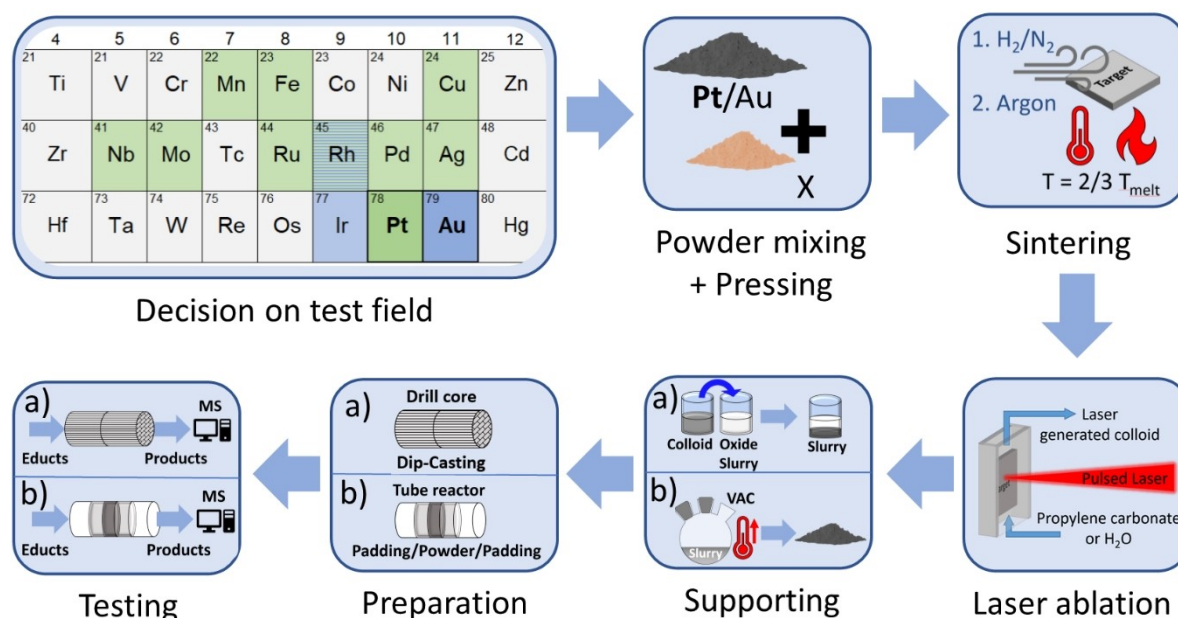 4 5 6 7 8 9 10 11 12
21 21 22 22 23 23 24 24 25
Ti V Cr Mn Fe Co Ni Cu Zn
40 41 42 43 44 45 46 47 48
Zr Nb Mo Tc Ru Rh Pd Ag Cd
72 73 74 75 76 77 78 79 80
Hf Ta W Re Os Ir Pt Au Hg
Decision on test field
Pt/Au
+
X
Powder mixing
+ Pressing
1. H₂/N₂
Target
2. Argon
T = 2/3 Tmelt
Sintering
Laser
generated colloid
Target
Pulsed Laser
Propylene carbonate
or H₂O
Laser ablation
a)
Colloid Oxide
Slurry
Slurry
b)
VAC
Slurry
Supporting
a)
Drill core
Dip-Casting
b)
Tube reactor
Padding/Powder/Padding
Preparation
a)
MS
Educts Products
b)
MS
Educts Products
Testing